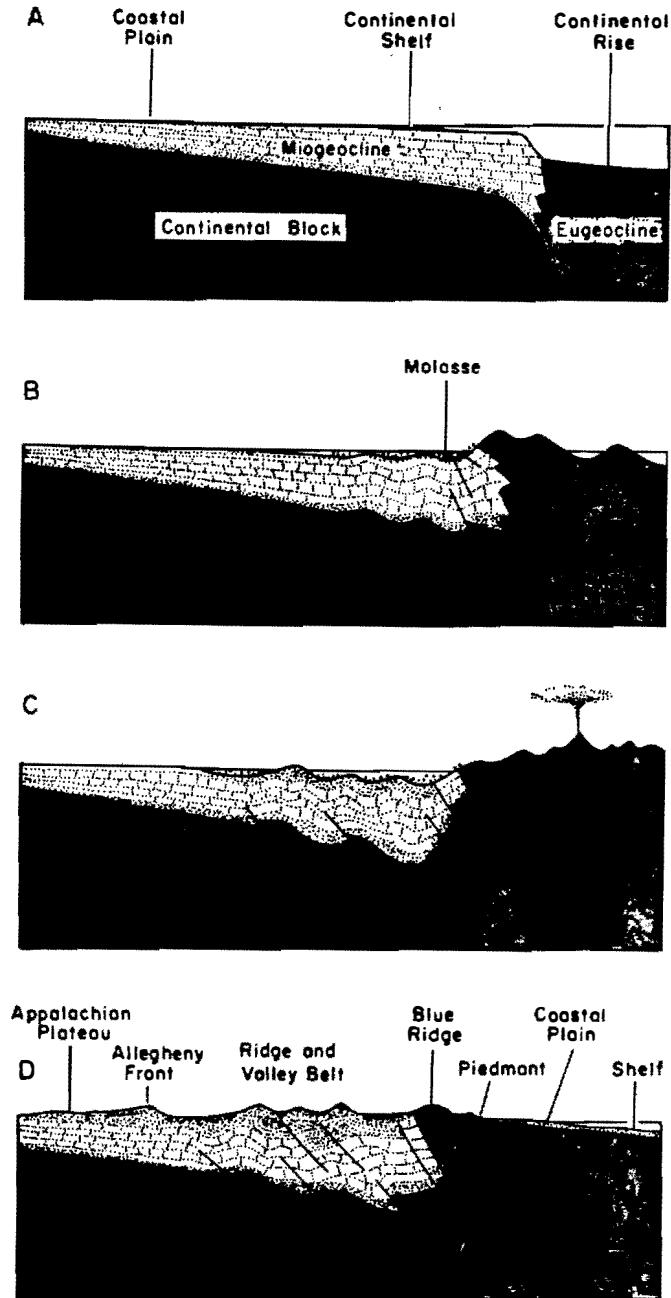 A
Coastal
Plain
Continental
Shelf
Continental
Rise
Miogeocline
Continental Block
Eugeocline
B
Molasse
C
D
Appalachian
Plateau
Allegheny
Front
Ridge and
Valley Belt
Blue
Ridge
Piedmont
Coastal
Plain
Shelf